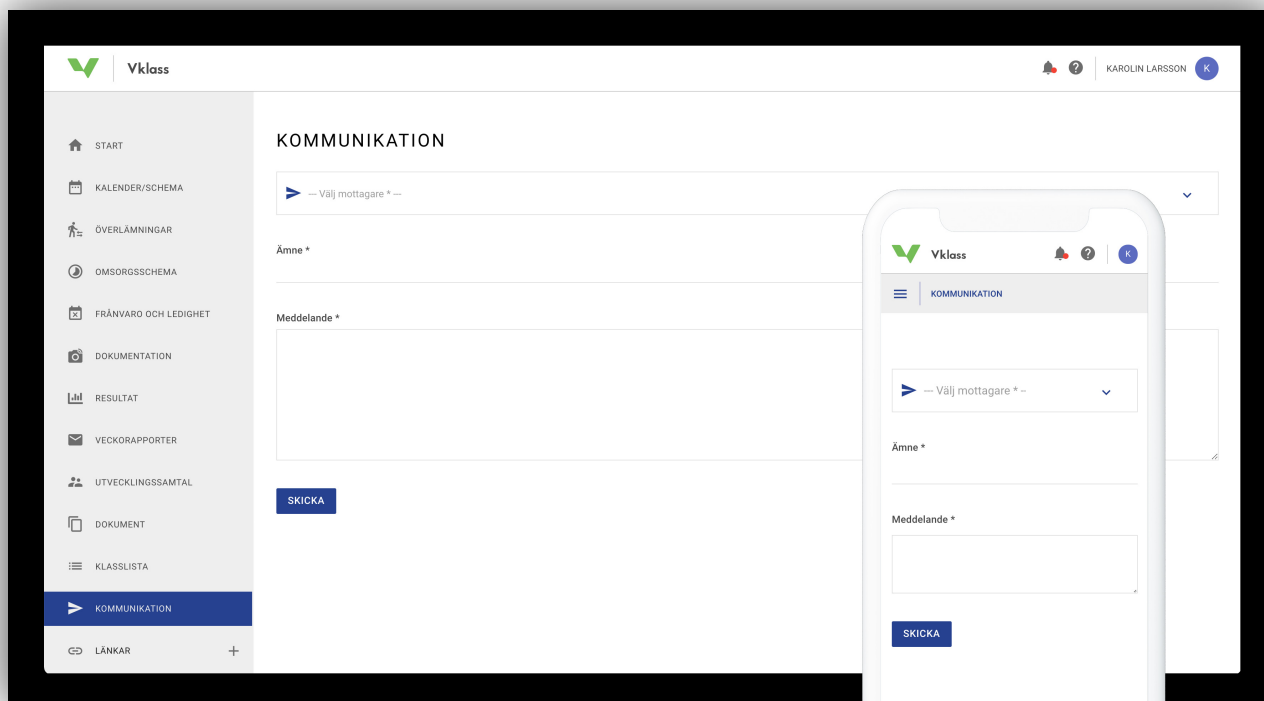 Vklass
KAROLIN LARSSON
K
START
KALENDER/SCHEMA
ÖVERLÄMNINGAR
OMSORGSSCHEMA
FRÅNVARO OCH LEDIGHET
DOKUMENTATION
RESULTAT
VECKORAPPORTER
UTVECKLINGSSAMTAL
DOKUMENT
KLASSLISTA
KOMMUNIKATION
LÄNKAR
KOMMUNIKATION
--- Välj mottagare * ---
Ämne *
Meddelande *
SKICKA
Vklass
K
KOMMUNIKATION
--- Välj mottagare * --
Ämne *
Meddelande *
SKICKA